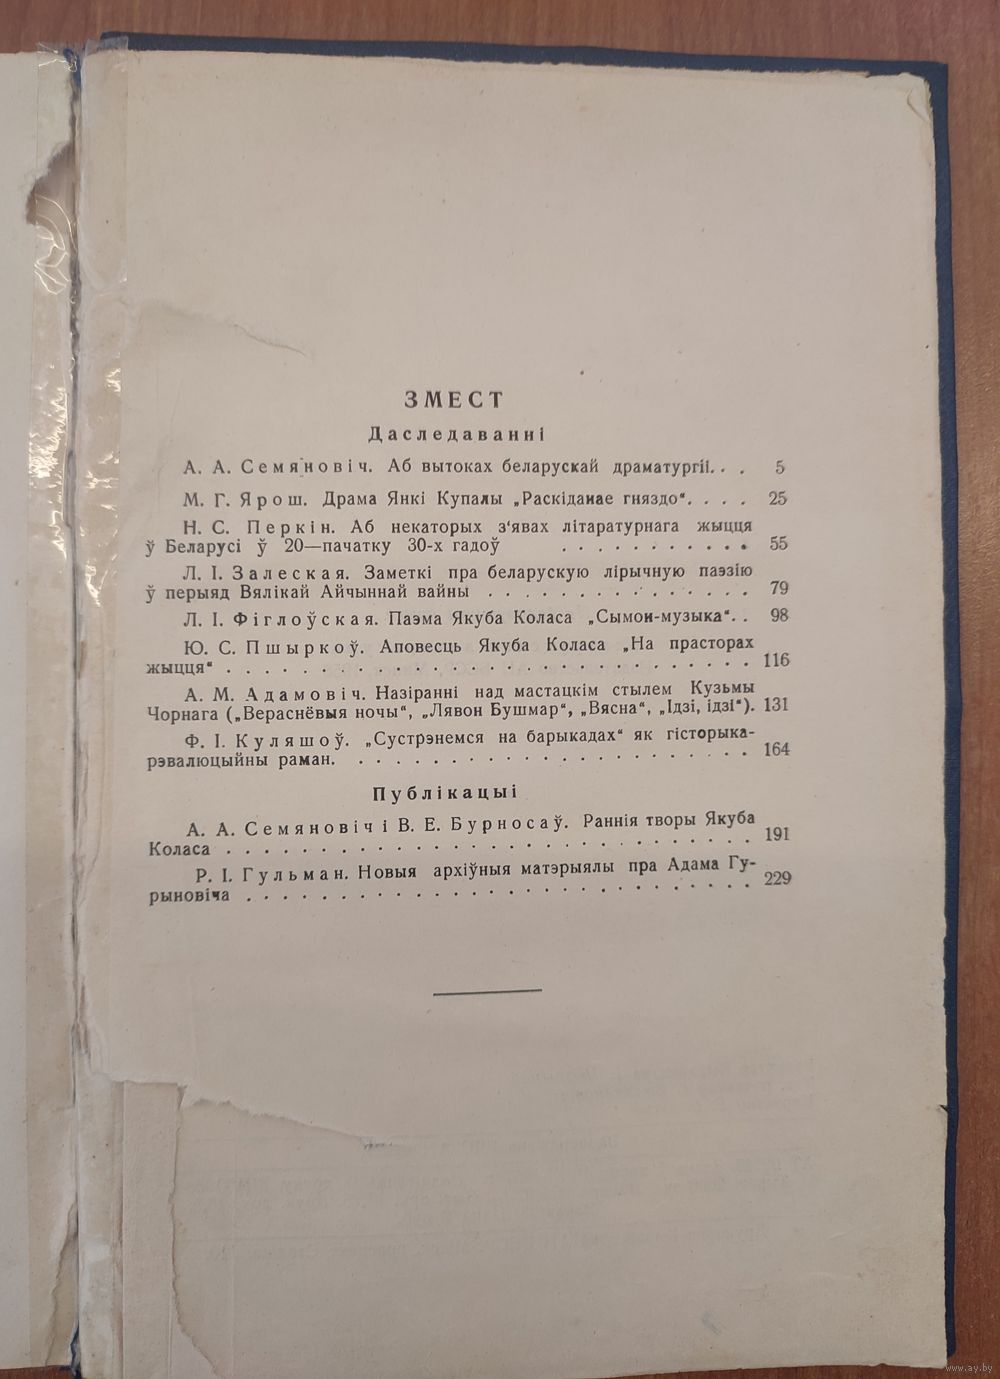 ЗМЕСТ
Даследаванні
А. А. Семяновіч. Аб вытоках беларускай драматургіі. . . 5
М. Г. Ярош. Драма Янкі Купалы „Раскіданае гняздо“. . . . 25
Н. С. Перкін. Аб некаторых з‘явах літаратурнага жыцця
ў Беларусі ў 20—пачатку 30-х гадоў . . . . . . . . . . . 55
Л. І. Залеская. Заметкі пра беларускую лірычную паэзію
ў перыяд Вялікай Айчыннай вайны . . . . . . . . . . . . . . 79
Л. І. Фіглоўская. Паэма Якуба Коласа „Сымон-музыка“. . 98
Ю. С. Пшыркоў. Аповесць Якуба Коласа „На прасторах
жыцця“ . . . . . . . . . . . . . . . . . . . . . . . . . . . . 116
А. М. Адамовіч. Назіранні над мастацкім стылем Кузьмы
Чорнага („Вераснёвыя ночы“, „Лявон Бушмар“, „Вясна“, „Ідзі, ідзі“). 131
Ф. І. Куляшоў. „Сустрэнемся на барыкадах“ як гісторыка-
рэвалюцыйны раман. . . . . . . . . . . . . . . . . . . . . . 164
Публікацыі
А. А. Семяновіч і В. Е. Бурносаў. Раннія творы Якуба
Коласа . . . . . . . . . . . . . . . . . . . . . . . . . . . . 191
Р. І. Гульман. Новыя архіўныя матэрыялы пра Адама Гу-
рыновіча . . . . . . . . . . . . . . . . . . . . . . . . . . . 229
www.ay.by